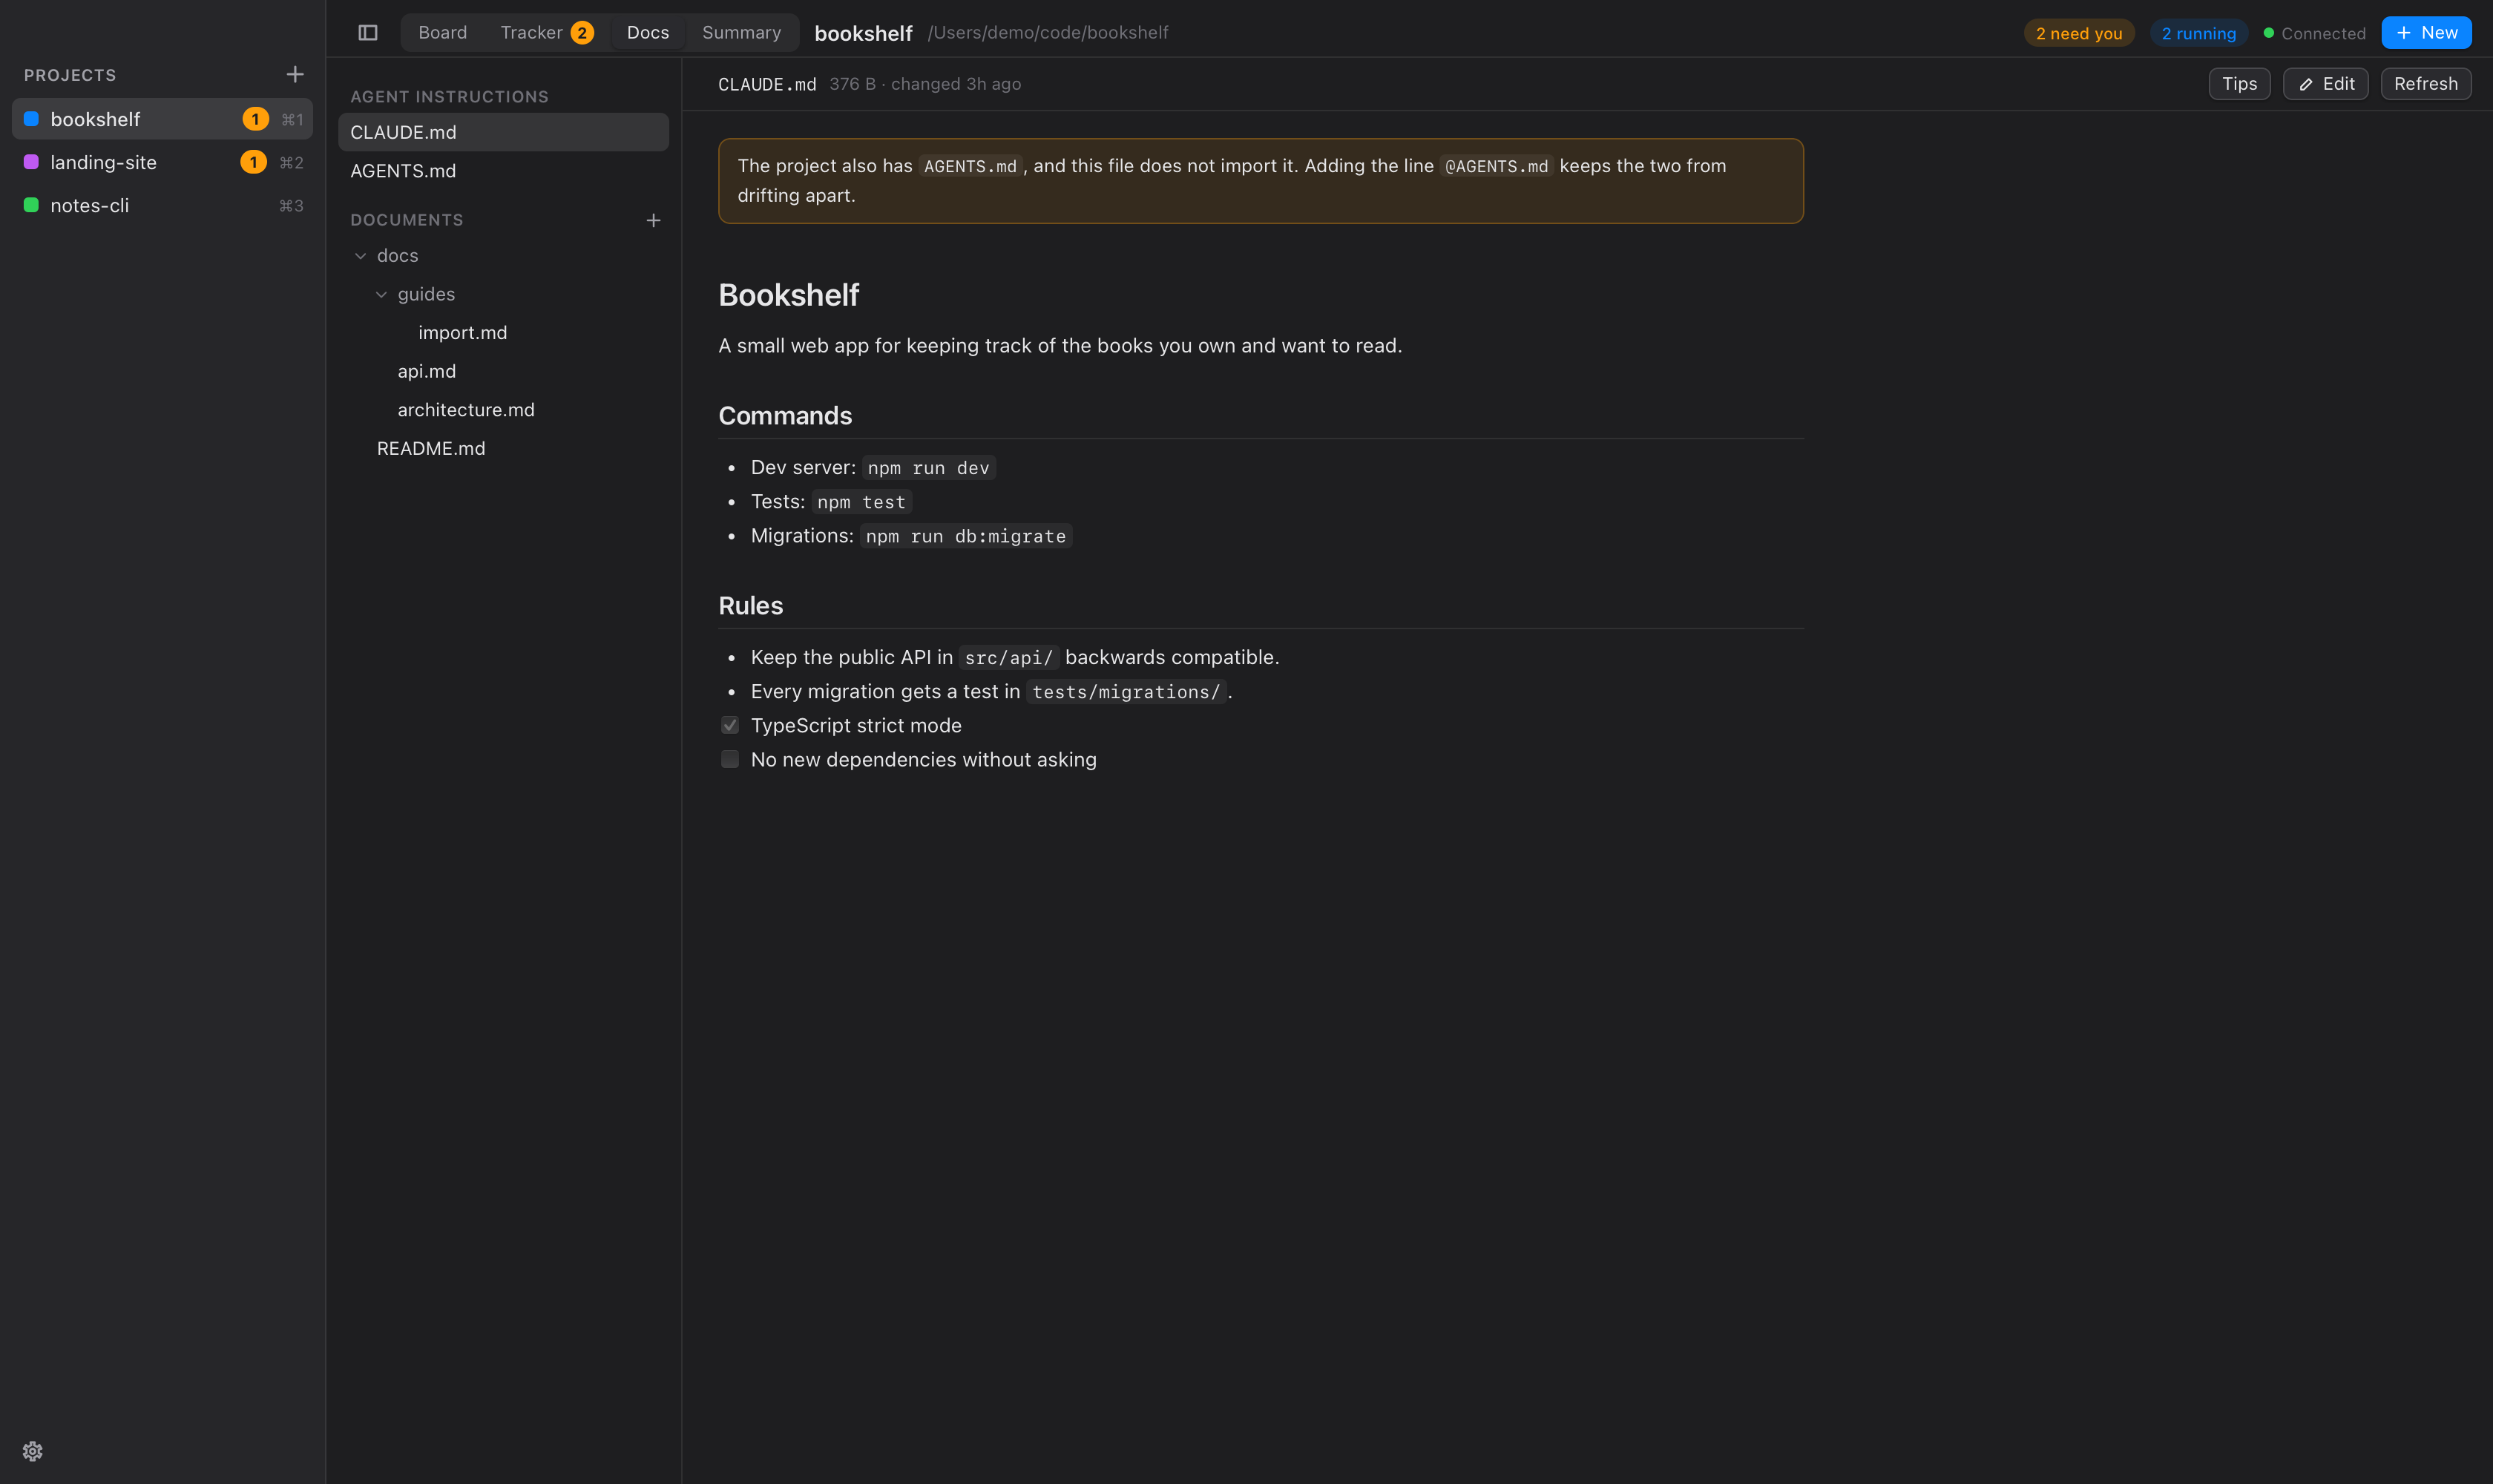 Board
Tracker 2
Docs
Summary
bookshelf /Users/demo/code/bookshelf
2 need you
2 running
Connected
+ New
PROJECTS +
bookshelf 1 ⌘1
landing-site 1 ⌘2
notes-cli ⌘3
AGENT INSTRUCTIONS
CLAUDE.md
AGENTS.md
DOCUMENTS +
docs
guides
import.md
api.md
architecture.md
README.md
CLAUDE.md 376 B · changed 3h ago
Tips
Edit
Refresh
The project also has AGENTS.md, and this file does not import it. Adding the line @AGENTS.md keeps the two from
drifting apart.
Bookshelf
A small web app for keeping track of the books you own and want to read.
Commands
• Dev server: npm run dev
• Tests: npm test
• Migrations: npm run db:migrate
Rules
• Keep the public API in src/api/ backwards compatible.
• Every migration gets a test in tests/migrations/.
TypeScript strict mode
No new dependencies without asking